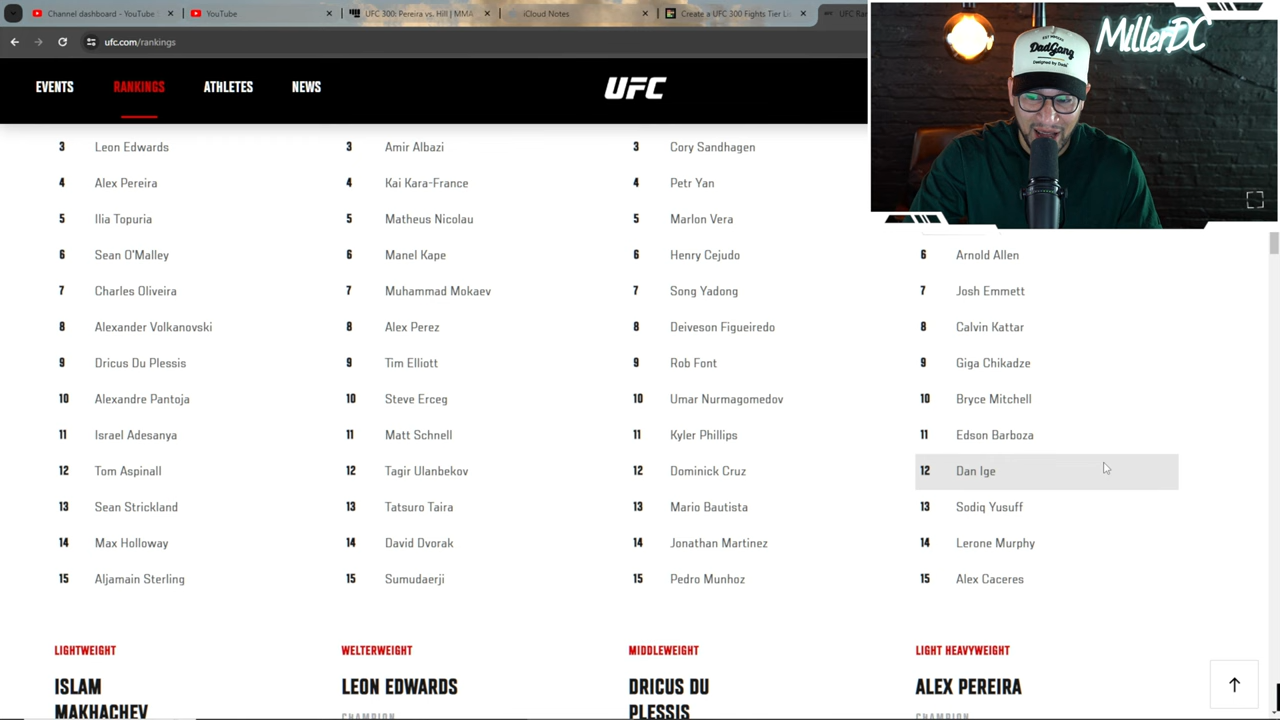 Channel dashboard - YouTube
YouTube
UFC 300: Pereira vs. Hill | MMA
iCloud Notes
Create a UFC 300 Fights Tier
UFC
ufc.com/rankings
EVENTS
RANKINGS
ATHLETES
NEWS
UFC
MillerDC
DadGang
3 Leon Edwards
4 Alex Pereira
5 Ilia Topuria
6 Sean O'Malley
7 Charles Oliveira
8 Alexander Volkanovski
9 Dricus Du Plessis
10 Alexandre Pantoja
11 Israel Adesanya
12 Tom Aspinall
13 Sean Strickland
14 Max Holloway
15 Aljamain Sterling
3 Amir Albazi
4 Kai Kara-France
5 Matheus Nicolau
6 Manel Kape
7 Muhammad Mokaev
8 Alex Perez
9 Tim Elliott
10 Steve Erceg
11 Matt Schnell
12 Tagir Ulanbekov
13 Tatsuro Taira
14 David Dvorak
15 Sumudaerji
3 Cory Sandhagen
4 Petr Yan
5 Marlon Vera
6 Henry Cejudo
7 Song Yadong
8 Deiveson Figueiredo
9 Rob Font
10 Umar Nurmagomedov
11 Kyler Phillips
12 Dominick Cruz
13 Mario Bautista
14 Jonathan Martinez
15 Pedro Munhoz
6 Arnold Allen
7 Josh Emmett
8 Calvin Kattar
9 Giga Chikadze
10 Bryce Mitchell
11 Edson Barboza
12 Dan Ige
13 Sodiq Yusuff
14 Lerone Murphy
15 Alex Caceres
LIGHTWEIGHT
ISLAM
MAKHACHEV
WELTERWEIGHT
LEON EDWARDS
CHAMPION
MIDDLEWEIGHT
DRICUS DU
PLESSIS
LIGHT HEAVYWEIGHT
ALEX PEREIRA
CHAMPION